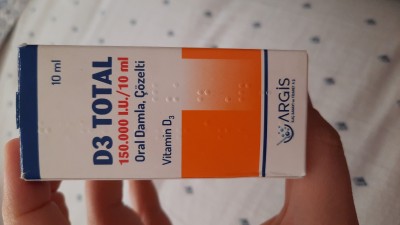 10 ml
D3 TOTAL
150.000 I.U./10 ml
Oral Damla, Çözelti
Vitamin D3
ARGİS